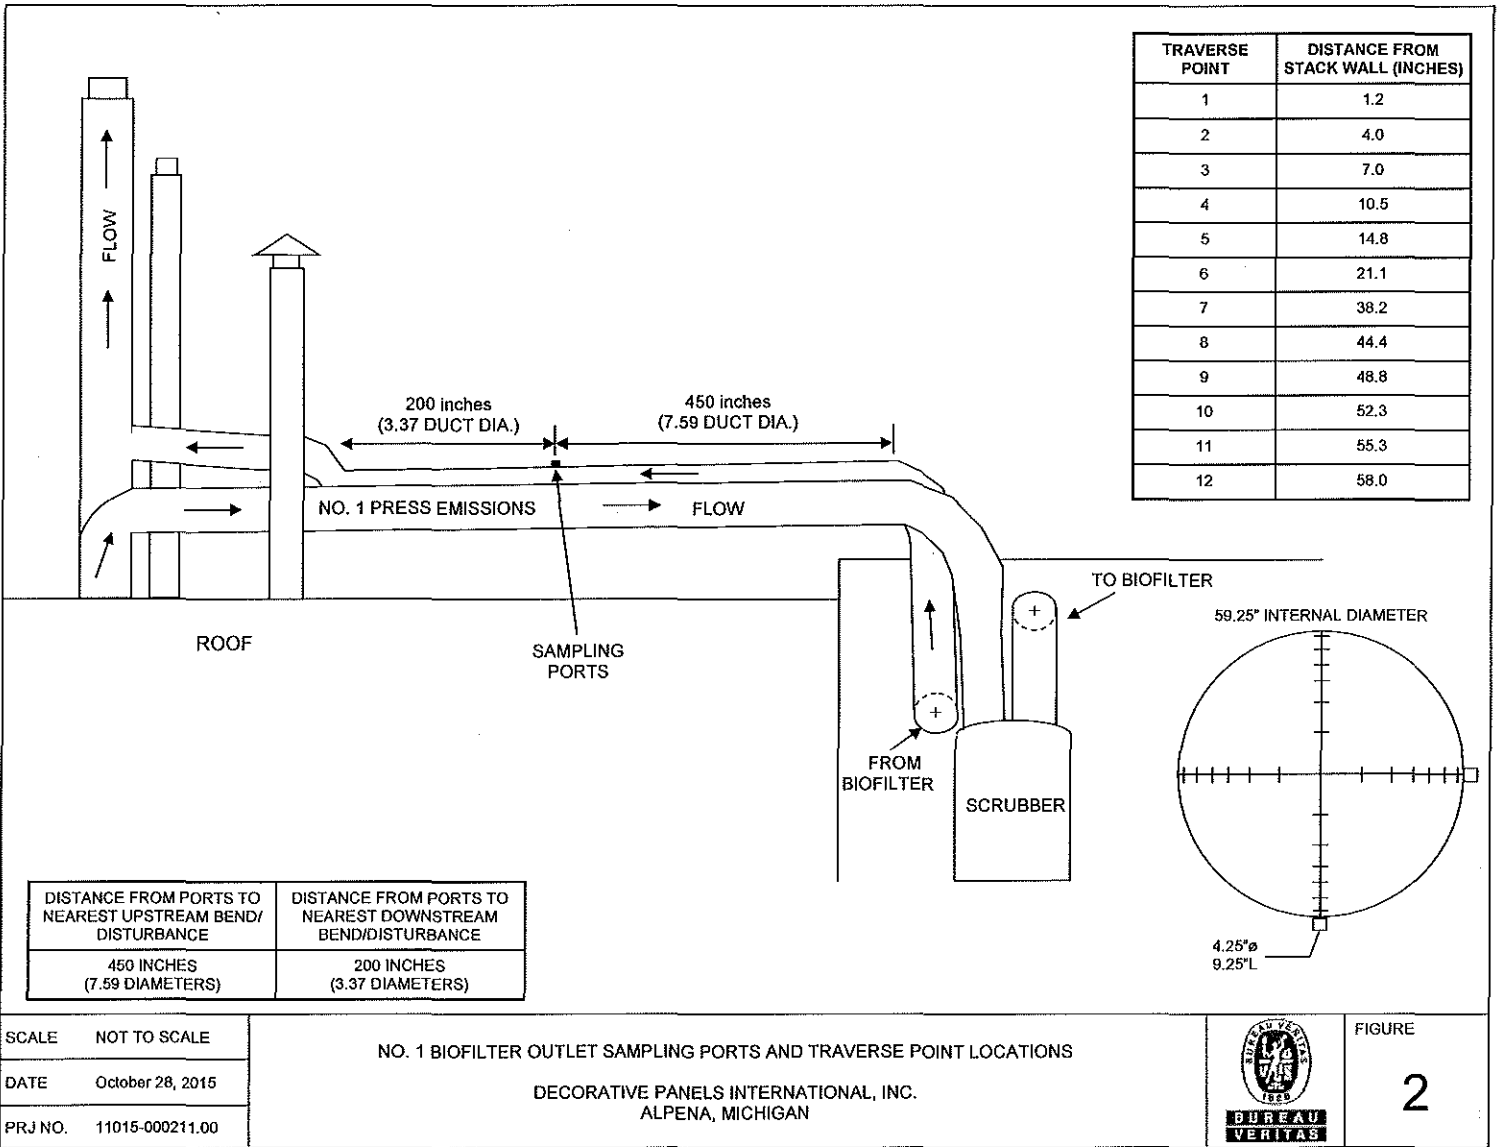 TRAVERSE POINT
DISTANCE FROM STACK WALL (INCHES)
1 1.2
2 4.0
3 7.0
4 10.5
5 14.8
6 21.1
7 38.2
8 44.4
9 48.8
10 52.3
11 55.3
12 58.0
FLOW
200 inches
(3.37 DUCT DIA.)
450 inches
(7.59 DUCT DIA.)
NO. 1 PRESS EMISSIONS
FLOW
ROOF
SAMPLING
PORTS
TO BIOFILTER
FROM
BIOFILTER
SCRUBBER
59.25" INTERNAL DIAMETER
4.25"ø
9.25"L
DISTANCE FROM PORTS TO
NEAREST UPSTREAM BEND/
DISTURBANCE
DISTANCE FROM PORTS TO
NEAREST DOWNSTREAM
BEND/DISTURBANCE
450 INCHES
(7.59 DIAMETERS)
200 INCHES
(3.37 DIAMETERS)
SCALE NOT TO SCALE
DATE October 28, 2015
PRJ NO. 11015-000211.00
NO. 1 BIOFILTER OUTLET SAMPLING PORTS AND TRAVERSE POINT LOCATIONS
DECORATIVE PANELS INTERNATIONAL, INC.
ALPENA, MICHIGAN
BUREAU VERITAS
1828
BUREAU
VERITAS
FIGURE
2